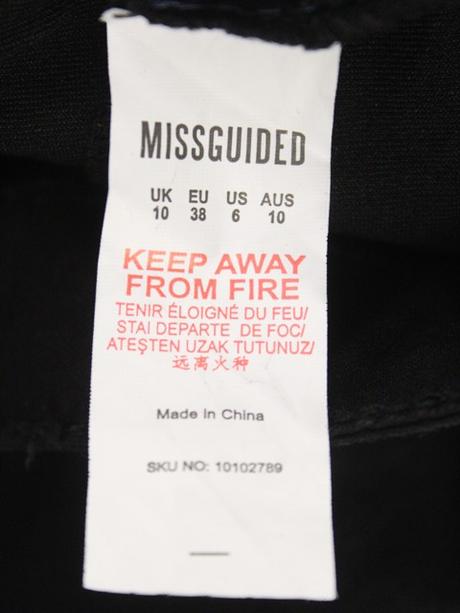 MISSGUIDED
UK EU US AUS
10 38 6 10
KEEP AWAY
FROM FIRE
TENIR ÉLOIGNÉ DU FEU/
STAI DEPARTE DE FOC/
ATEŞTEN UZAK TUTUNUZ/
远离火种
Made in China
SKU NO: 10102789